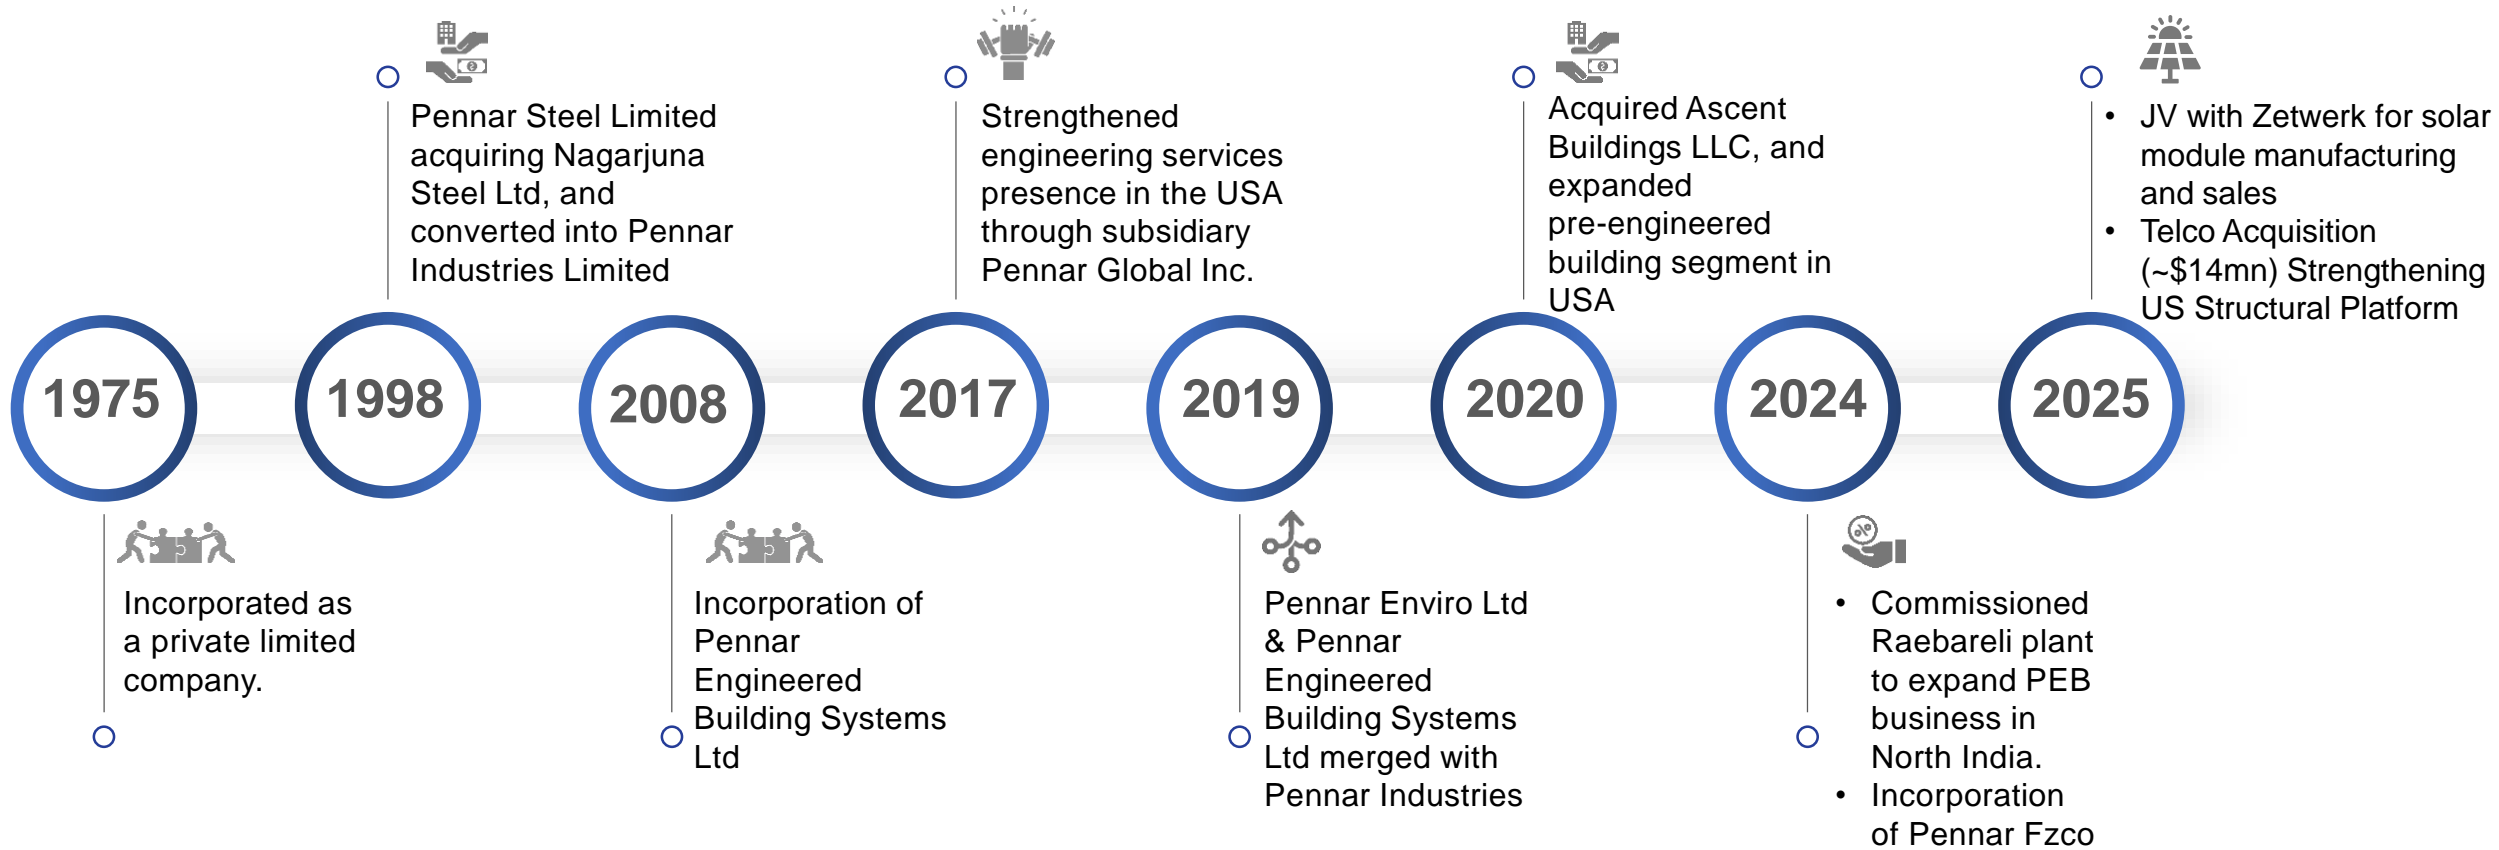 Pennar Steel Limited
acquiring Nagarjuna
Steel Ltd, and
converted into Pennar
Industries Limited
Strengthened
engineering services
presence in the USA
through subsidiary
Pennar Global Inc.
Acquired Ascent
Buildings LLC, and
expanded
pre-engineered
building segment in
USA
• JV with Zetwerk for solar
module manufacturing
and sales
• Telco Acquisition
(~$14mn) Strengthening
US Structural Platform
1975
1998
2008
2017
2019
2020
2024
2025
Incorporated as
a private limited
company.
Incorporation of
Pennar
Engineered
Building Systems
Ltd
Pennar Enviro Ltd
& Pennar
Engineered
Building Systems
Ltd merged with
Pennar Industries
• Commissioned
Raebareli plant
to expand PEB
business in
North India.
• Incorporation
of Pennar Fzco